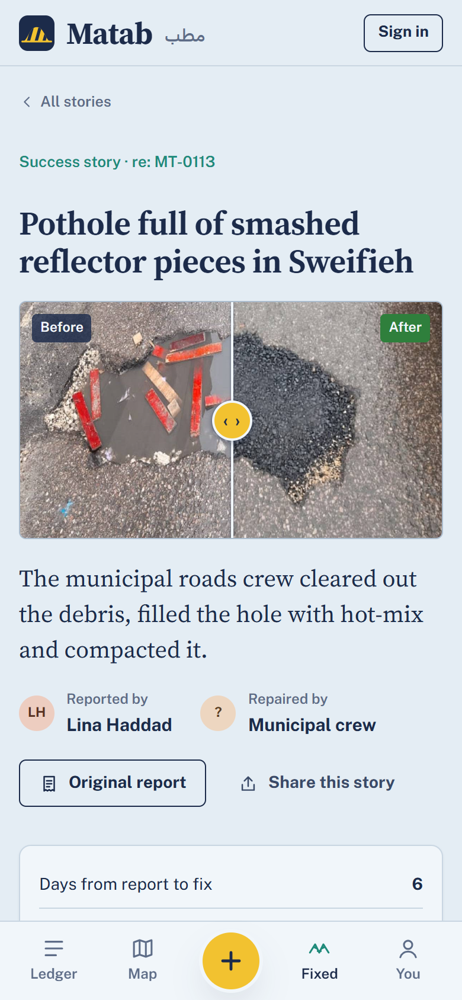 Matab مطب
Sign in
All stories
Success story · re: MT-0113
Pothole full of smashed
reflector pieces in Sweifieh
Before
After
‹ ›
The municipal roads crew cleared out
the debris, filled the hole with hot-mix
and compacted it.
LH
Reported by
Lina Haddad
?
Repaired by
Municipal crew
Original report
Share this story
Days from report to fix 6
Ledger
Map
+
Fixed
You